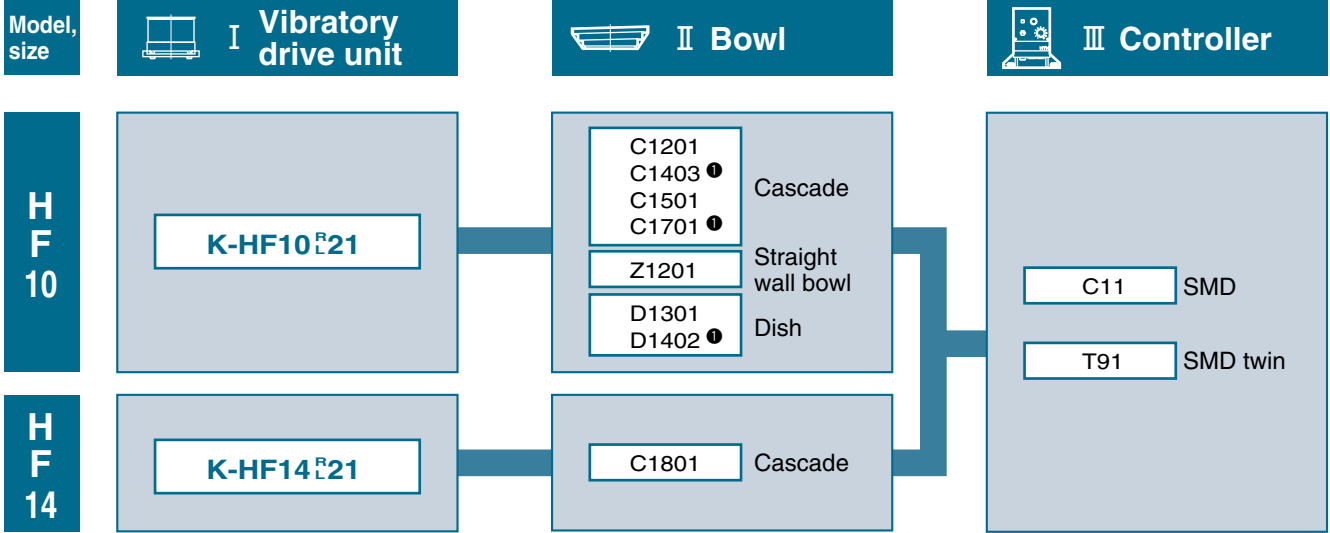 Model,
size
Ⅰ Vibratory
drive unit
Ⅱ Bowl
Ⅲ Controller
H
F
10
K-HF10 R/L 21
C1201
C1403 ❶
C1501
C1701 ❶
Cascade
Z1201
Straight
wall bowl
D1301
D1402 ❶
Dish
C11 SMD
T91 SMD twin
H
F
14
K-HF14 R/L 21
C1801 Cascade